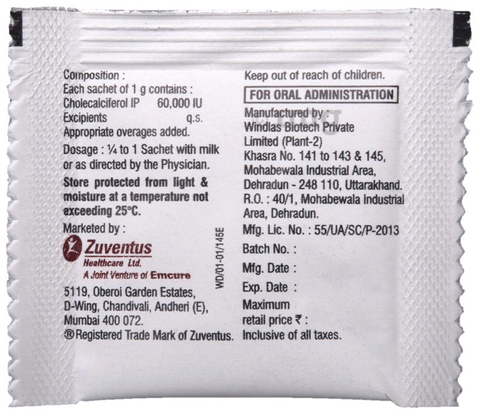 Composition :
Each sachet of 1 g contains :
Cholecalciferol IP 60,000 IU
Excipients q.s.
Appropriate overages added.
Dosage : ¼ to 1 Sachet with milk
or as directed by the Physician.
Store protected from light &
moisture at a temperature not
exceeding 25°C.
Marketed by :
Zuventus
Healthcare Ltd.
A Joint Venture of Emcure
5119, Oberoi Garden Estates,
D-Wing, Chandivali, Andheri (E),
Mumbai 400 072.
®Registered Trade Mark of Zuventus.
WD/01-01/145E
Keep out of reach of children.
FOR ORAL ADMINISTRATION
Manufactured by :
Windlas Biotech Private
Limited (Plant-2)
Khasra No. 141 to 143 & 145,
Mohabewala Industrial Area,
Dehradun - 248 110, Uttarakhand.
R.O. : 40/1, Mohabewala Industrial
Area, Dehradun.
Mfg. Lic. No. : 55/UA/SC/P-2013
Batch No. :
Mfg. Date :
Exp. Date :
Maximum
retail price ₹ :
Inclusive of all taxes.